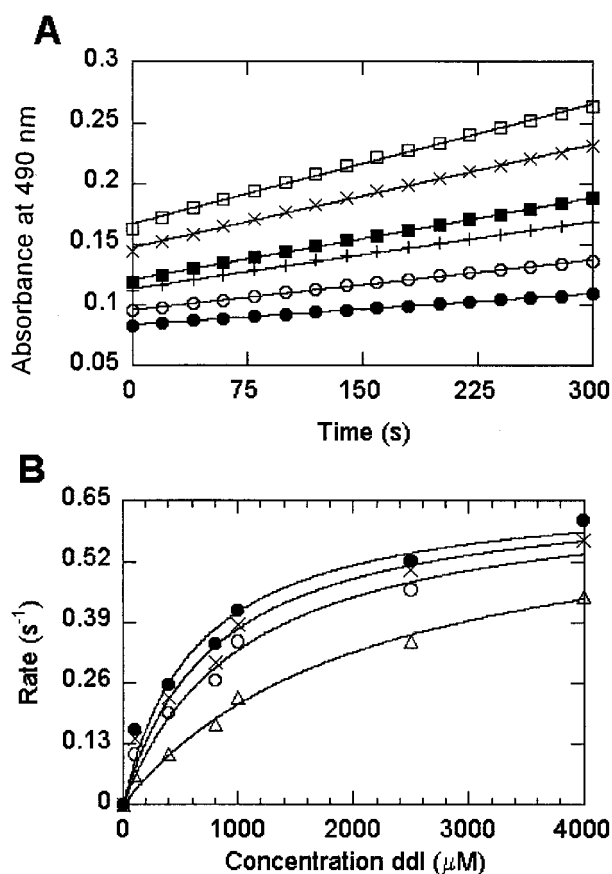 A
0.3
0.25
0.2
0.15
0.1
0.05
Absorbance at 490 nm
0 75 150 225 300
Time (s)
B
0.65
0.52
0.39
0.26
0.13
0
Rate (s-1)
0 1000 2000 3000 4000
Concentration ddI (μM)